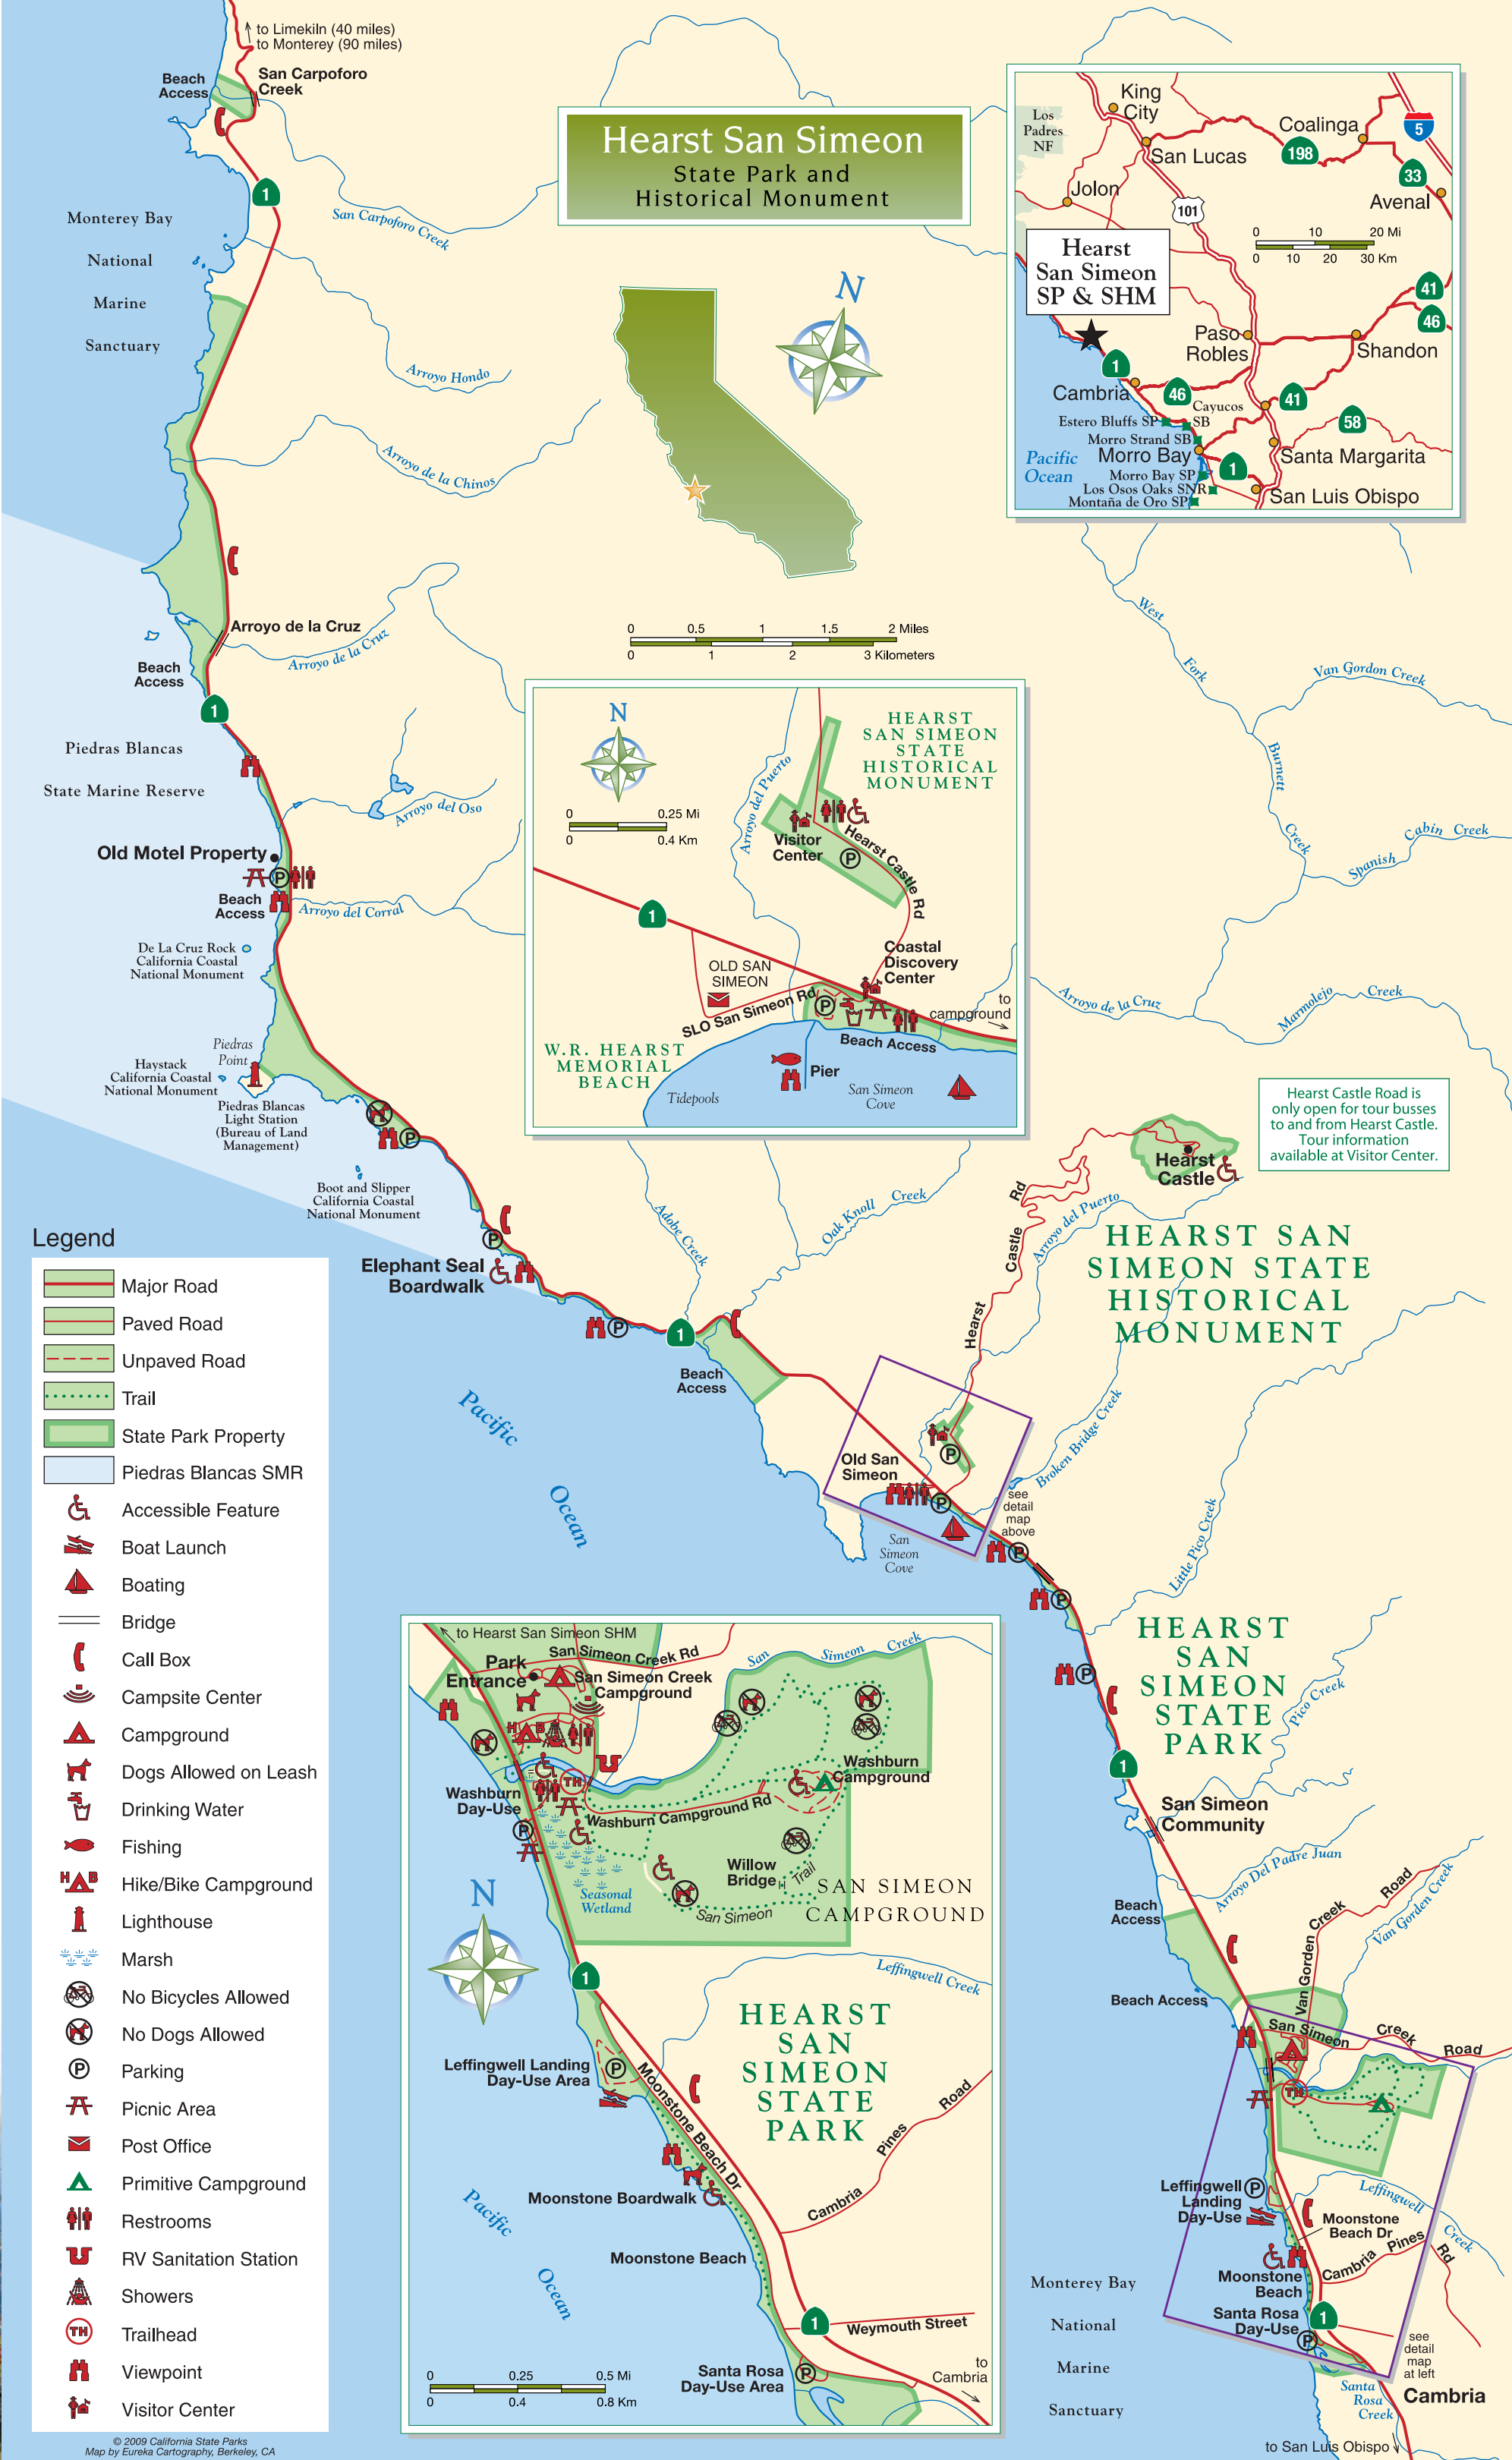 to Limekiln (40 miles)
to Monterey (90 miles)
Beach
Access
San Carpoforo
Creek
1
San Carpoforo Creek
Monterey Bay
National
Marine
Sanctuary
Arroyo Hondo
Arroyo de la Chinos
Arroyo de la Cruz
Arroyo de la Cruz
Beach
Access
1
Piedras Blancas
State Marine Reserve
Arroyo del Oso
Old Motel Property
P
Beach
Access
Arroyo del Corral
De La Cruz Rock
California Coastal
National Monument
Piedras
Point
Haystack
California Coastal
National Monument
Piedras Blancas
Light Station
(Bureau of Land
Management)
P
Boot and Slipper
California Coastal
National Monument
P
Elephant Seal
Boardwalk
P
1
Adobe Creek
Oak Knoll Creek
Beach
Access
Pacific
Ocean
Hearst San Simeon
State Park and
Historical Monument
N
0 0.5 1 1.5 2 Miles
0 1 2 3 Kilometers
King
City
Los
Padres
NF
San Lucas
Coalinga
5
198
33
Jolon
101
Avenal
0 10 20 Mi
0 10 20 30 Km
Hearst
San Simeon
SP & SHM
41
46
Paso
Robles
Shandon
1
Cambria
46
41
Cayucos
SB
58
Estero Bluffs SP
Morro Strand SB
Morro Bay
Pacific
Ocean
1
Santa Margarita
Morro Bay SP
Los Osos Oaks SNR
San Luis Obispo
Montaña de Oro SP
West Fork Burnett Creek
Van Gordon Creek
Spanish Cabin Creek
Arroyo de la Cruz
Marmolejo Creek
N
HEARST
SAN SIMEON
STATE
HISTORICAL
MONUMENT
Arroyo del Puerto
0 0.25 Mi
0 0.4 Km
Visitor
Center
P
Hearst Castle Rd
1
Coastal
Discovery
Center
OLD SAN
SIMEON
SLO San Simeon Rd
P
to
campground
Beach Access
W.R. HEARST
MEMORIAL
BEACH
Pier
Tidepools
San Simeon
Cove
Hearst Castle Road is
only open for tour busses
to and from Hearst Castle.
Tour information
available at Visitor Center.
Hearst
Castle
Hearst Castle Rd
Arroyo del Puerto
HEARST SAN
SIMEON STATE
HISTORICAL
MONUMENT
P
Old San
Simeon
P
San
Simeon
Cove
see
detail
map
above
P
Broken Bridge Creek
P
Little Pico Creek
P
HEARST
SAN
SIMEON
STATE
PARK
Pico Creek
1
San Simeon
Community
Arroyo Del Padre Juan
Beach
Access
Van Gorden Creek Road
Van Gorden Creek
Beach Access
San Simeon Creek Road
TH
Leffingwell
Landing
Day-Use
P
Leffingwell Creek
Moonstone
Beach Dr
Cambria Pines Rd
Moonstone
Beach
Santa Rosa
Day-Use
P
1
see
detail
map
at left
Monterey Bay
National
Marine
Sanctuary
Santa
Rosa
Creek
Cambria
to San Luis Obispo
Legend
Major Road
Paved Road
Unpaved Road
Trail
State Park Property
Piedras Blancas SMR
Accessible Feature
Boat Launch
Boating
Bridge
Call Box
Campsite Center
Campground
Dogs Allowed on Leash
Drinking Water
Fishing
H B Hike/Bike Campground
Lighthouse
Marsh
No Bicycles Allowed
No Dogs Allowed
P Parking
Picnic Area
Post Office
Primitive Campground
Restrooms
RV Sanitation Station
Showers
TH Trailhead
Viewpoint
Visitor Center
© 2009 California State Parks
Map by Eureka Cartography, Berkeley, CA
to Hearst San Simeon SHM
San Simeon Creek Rd
Park
Entrance
San Simeon Creek
Campground
San Simeon Creek
H B
TH
Washburn
Day-Use
P
Washburn
Campground
Washburn Campground Rd
Willow
Bridge
San Simeon Trail
Seasonal
Wetland
SAN SIMEON
CAMPGROUND
N
1
Leffingwell Creek
HEARST
SAN
SIMEON
STATE
PARK
Leffingwell Landing
Day-Use Area
P
Moonstone Beach Dr
Cambria Pines Road
Moonstone Boardwalk
Pacific
Ocean
Moonstone Beach
1
Weymouth Street
0 0.25 0.5 Mi
0 0.4 0.8 Km
Santa Rosa
Day-Use Area
P
to
Cambria